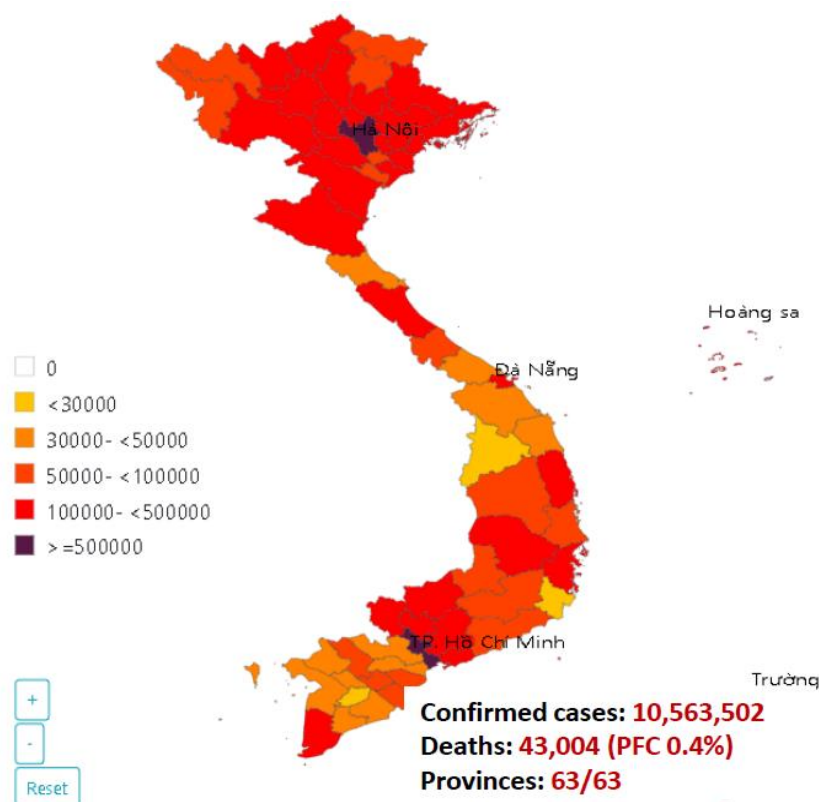 Hà Nội
Hoàng sa
Đà Nẵng
0
<30000
30000- <50000
50000- <100000
100000- <500000
>=500000
TP. Hồ Chí Minh
Trường
+
-
Reset
Confirmed cases: 10,563,502
Deaths: 43,004 (PFC 0.4%)
Provinces: 63/63